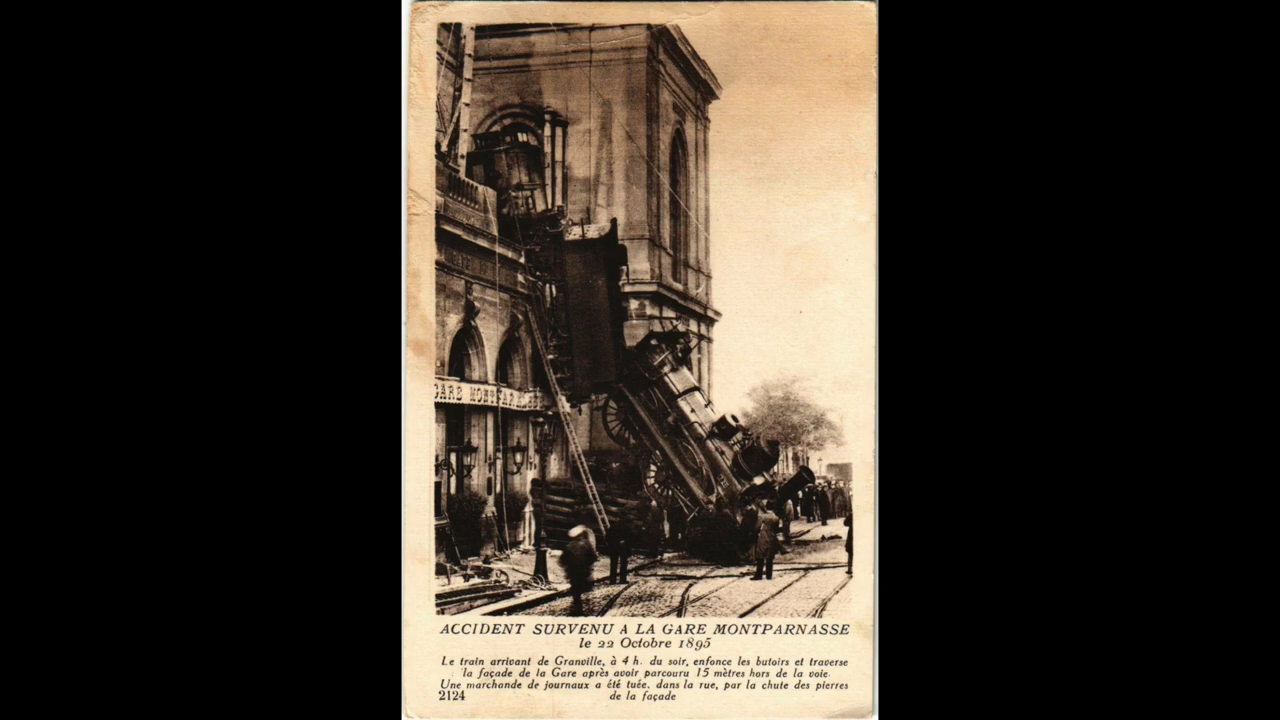 GARE MONTPARNASSE
ACCIDENT SURVENU A LA GARE MONTPARNASSE
le 22 Octobre 1895
Le train arrivant de Granville, à 4 h. du soir, enfonce les butoirs et traverse
la façade de la Gare après avoir parcouru 15 mètres hors de la voie.
Une marchande de journaux a été tuée, dans la rue, par la chute des pierres
2124 de la façade